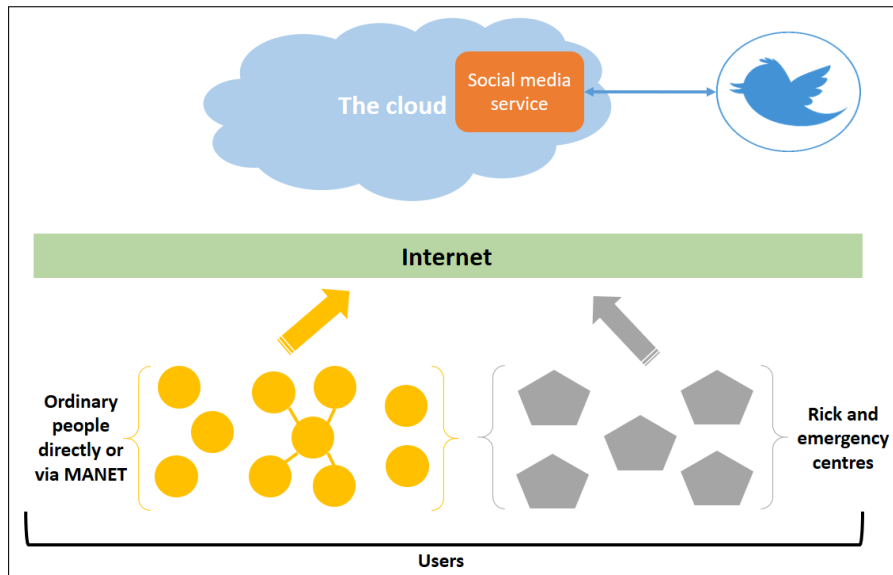 The cloud
Social media
service
Internet
Ordinary
people
directly or
via MANET
Rick and
emergency
centres
Users